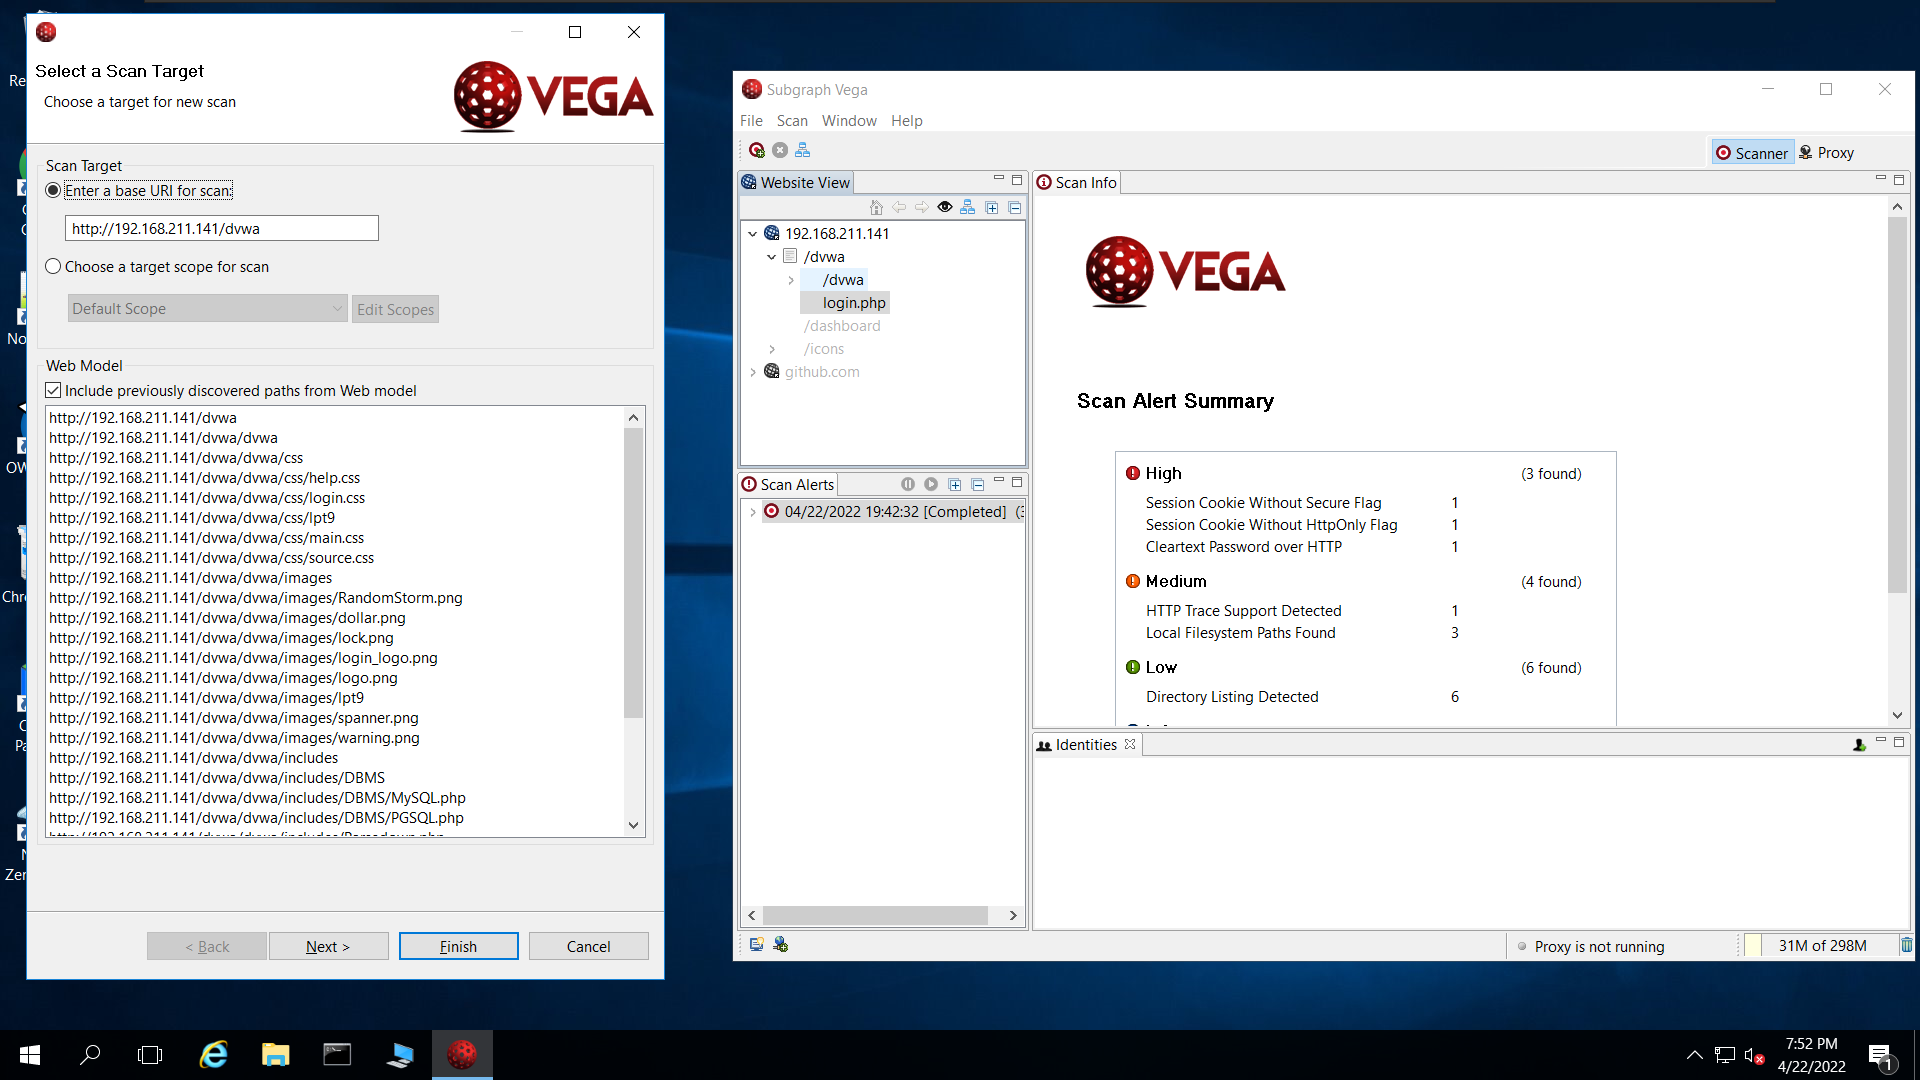 Select a Scan Target
Choose a target for new scan
VEGA
Scan Target
Enter a base URI for scan:
http://192.168.211.141/dvwa
Choose a target scope for scan
Default Scope
Edit Scopes
Web Model
Include previously discovered paths from Web model
http://192.168.211.141/dvwa
http://192.168.211.141/dvwa/dvwa
http://192.168.211.141/dvwa/dvwa/css
http://192.168.211.141/dvwa/dvwa/css/help.css
http://192.168.211.141/dvwa/dvwa/css/login.css
http://192.168.211.141/dvwa/dvwa/css/lpt9
http://192.168.211.141/dvwa/dvwa/css/main.css
http://192.168.211.141/dvwa/dvwa/css/source.css
http://192.168.211.141/dvwa/dvwa/images
http://192.168.211.141/dvwa/dvwa/images/RandomStorm.png
http://192.168.211.141/dvwa/dvwa/images/dollar.png
http://192.168.211.141/dvwa/dvwa/images/lock.png
http://192.168.211.141/dvwa/dvwa/images/login_logo.png
http://192.168.211.141/dvwa/dvwa/images/logo.png
http://192.168.211.141/dvwa/dvwa/images/lpt9
http://192.168.211.141/dvwa/dvwa/images/spanner.png
http://192.168.211.141/dvwa/dvwa/images/warning.png
http://192.168.211.141/dvwa/dvwa/includes
http://192.168.211.141/dvwa/dvwa/includes/DBMS
http://192.168.211.141/dvwa/dvwa/includes/DBMS/MySQL.php
http://192.168.211.141/dvwa/dvwa/includes/DBMS/PGSQL.php
< Back
Next >
Finish
Cancel
Subgraph Vega
File Scan Window Help
Scanner
Proxy
Website View
192.168.211.141
/dvwa
/dvwa
login.php
/dashboard
/icons
github.com
Scan Alerts
04/22/2022 19:42:32 [Completed] (3
Scan Info
VEGA
Scan Alert Summary
High (3 found)
Session Cookie Without Secure Flag 1
Session Cookie Without HttpOnly Flag 1
Cleartext Password over HTTP 1
Medium (4 found)
HTTP Trace Support Detected 1
Local Filesystem Paths Found 3
Low (6 found)
Directory Listing Detected 6
Identities
Proxy is not running
31M of 298M
Re
No
OW
Chr
Pa
Zer
7:52 PM
4/22/2022
1